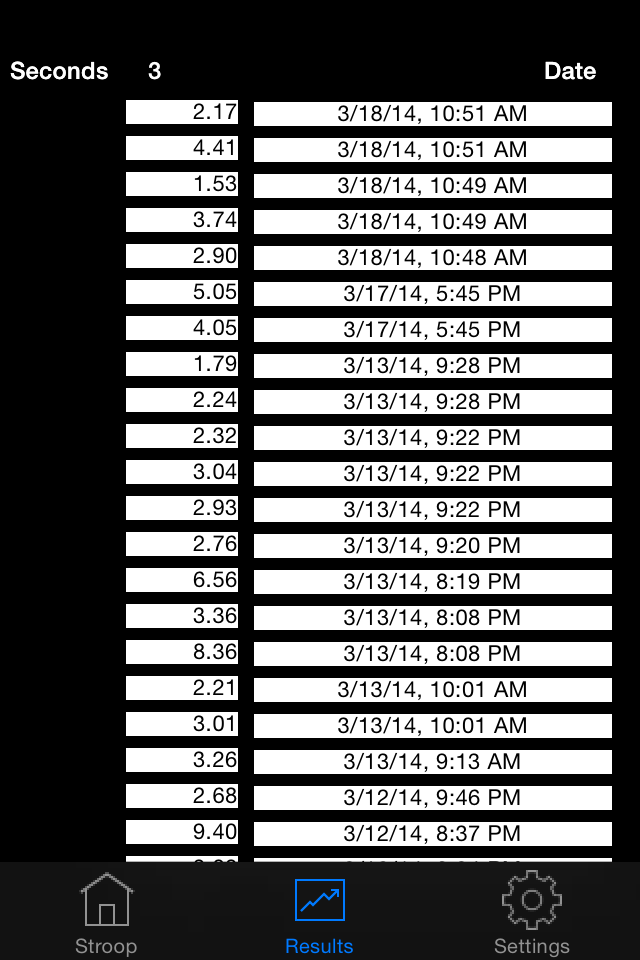 Seconds 3 Date
2.17 3/18/14, 10:51 AM
4.41 3/18/14, 10:51 AM
1.53 3/18/14, 10:49 AM
3.74 3/18/14, 10:49 AM
2.90 3/18/14, 10:48 AM
5.05 3/17/14, 5:45 PM
4.05 3/17/14, 5:45 PM
1.79 3/13/14, 9:28 PM
2.24 3/13/14, 9:28 PM
2.32 3/13/14, 9:22 PM
3.04 3/13/14, 9:22 PM
2.93 3/13/14, 9:22 PM
2.76 3/13/14, 9:20 PM
6.56 3/13/14, 8:19 PM
3.36 3/13/14, 8:08 PM
8.36 3/13/14, 8:08 PM
2.21 3/13/14, 10:01 AM
3.01 3/13/14, 10:01 AM
3.26 3/13/14, 9:13 AM
2.68 3/12/14, 9:46 PM
9.40 3/12/14, 8:37 PM
Stroop Results Settings